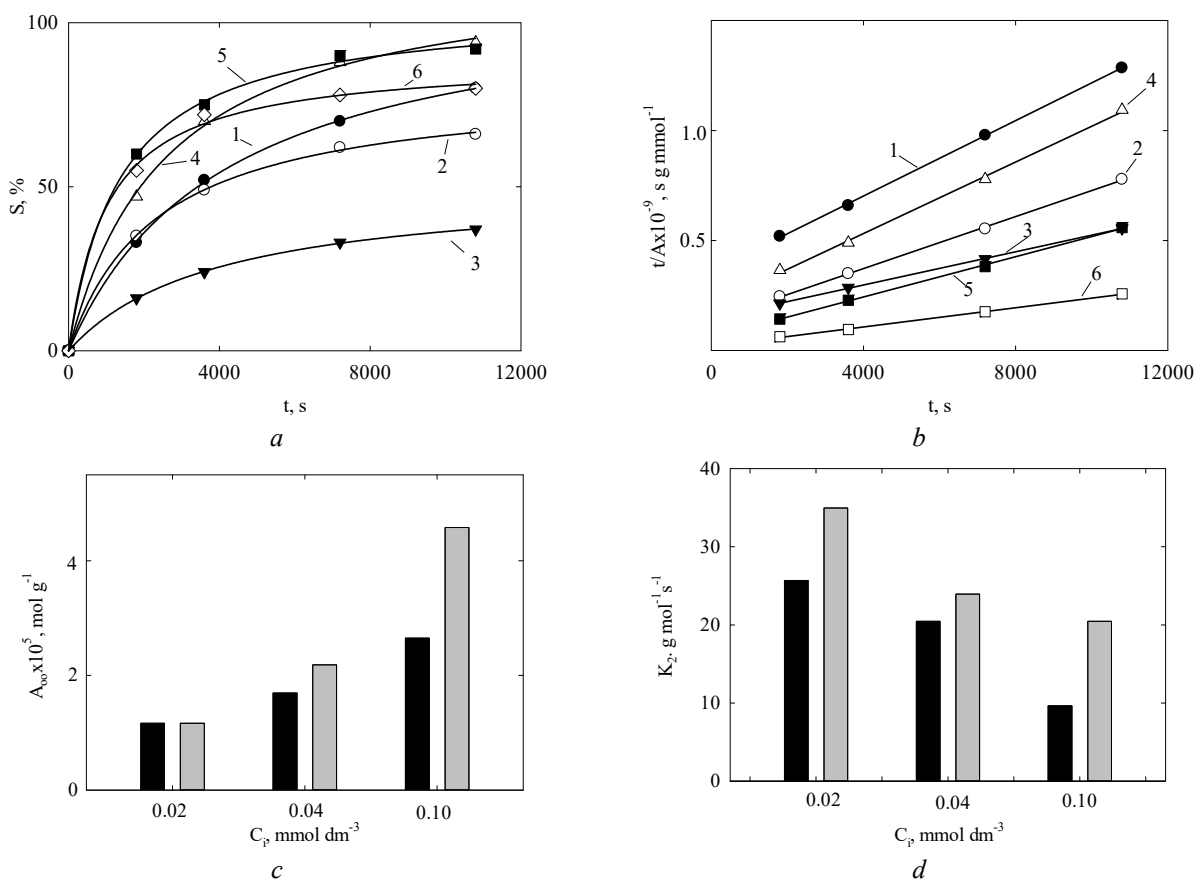 100
50
0
S, %
5
6
1
4
2
3
0 4000 8000 12000
t, s
a
1.0
0.5
t/Ax10⁻⁹, s g mmol⁻¹
1
4
2
3
5
6
0 4000 8000 12000
t, s
b
4
2
0
A∞x10⁵, mol g⁻¹
0.02 0.04 0.10
Cᵢ, mmol dm⁻³
c
40
30
20
10
0
K₂. g mol⁻¹ s⁻¹
0.02 0.04 0.10
Cᵢ, mmol dm⁻³
d